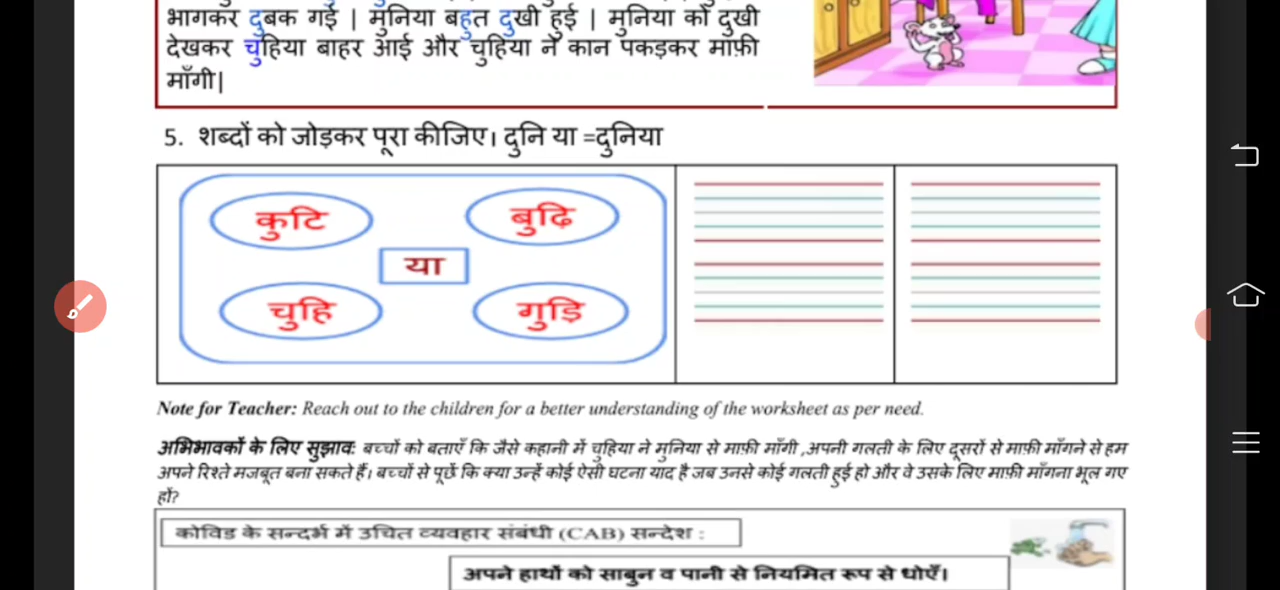 भागकर दुबक गई | मुनिया बहुत दुखी हुई | मुनिया को दुखी
देखकर चुहिया बाहर आई और चुहिया ने कान पकड़कर माफ़ी
माँगी|
5. शब्दों को जोड़कर पूरा कीजिए। दुनि या =दुनिया
कुटि
बुढि
या
चुहि
गुड़ि
Note for Teacher: Reach out to the children for a better understanding of the worksheet as per need.
अभिभावकों के लिए सुझाव: बच्चों को बताएँ कि जैसे कहानी में चुहिया ने मुनिया से माफ़ी माँगी ,अपनी गलती के लिए दूसरों से माफ़ी माँगने से हम
अपने रिश्ते मजबूत बना सकते हैं। बच्चों से पूछें कि क्या उन्हें कोई ऐसी घटना याद है जब उनसे कोई गलती हुई हो और वे उसके लिए माफ़ी माँगना भूल गए
हों?
कोविड के सन्दर्भ में उचित व्यवहार संबंधी (CAB) सन्देश :
अपने हाथों को साबुन व पानी से नियमित रूप से धोएँ।